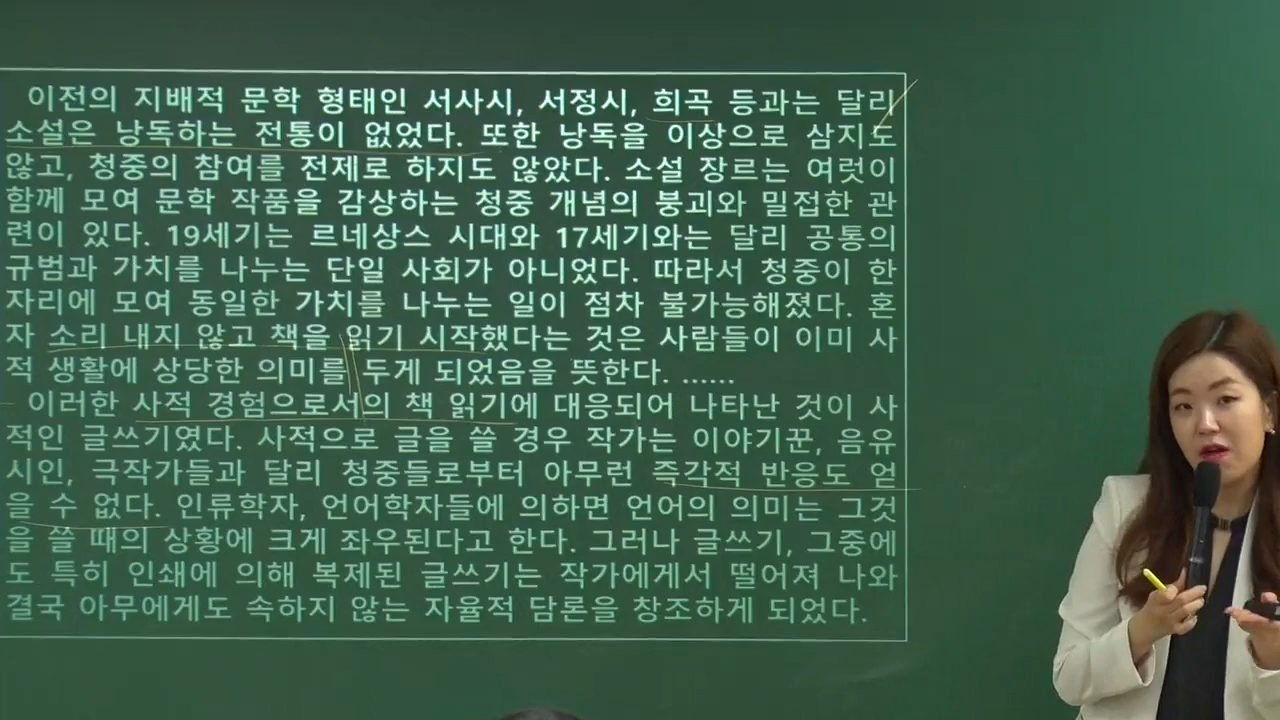 이전의 지배적 문학 형태인 서사시, 서정시, 희곡 등과는 달리
소설은 낭독하는 전통이 없었다. 또한 낭독을 이상으로 삼지도
않고, 청중의 참여를 전제로 하지도 않았다. 소설 장르는 여럿이
함께 모여 문학 작품을 감상하는 청중 개념의 붕괴와 밀접한 관
련이 있다. 19세기는 르네상스 시대와 17세기와는 달리 공통의
규범과 가치를 나누는 단일 사회가 아니었다. 따라서 청중이 한
자리에 모여 동일한 가치를 나누는 일이 점차 불가능해졌다. 혼
자 소리 내지 않고 책을 읽기 시작했다는 것은 사람들이 이미 사
적 생활에 상당한 의미를 두게 되었음을 뜻한다. ……
이러한 사적 경험으로서의 책 읽기에 대응되어 나타난 것이 사
적인 글쓰기였다. 사적으로 글을 쓸 경우 작가는 이야기꾼, 음유
시인, 극작가들과 달리 청중들로부터 아무런 즉각적 반응도 얻
을 수 없다. 인류학자, 언어학자들에 의하면 언어의 의미는 그것
을 쓸 때의 상황에 크게 좌우된다고 한다. 그러나 글쓰기, 그중에
도 특히 인쇄에 의해 복제된 글쓰기는 작가에게서 떨어져 나와
결국 아무에게도 속하지 않는 자율적 담론을 창조하게 되었다.